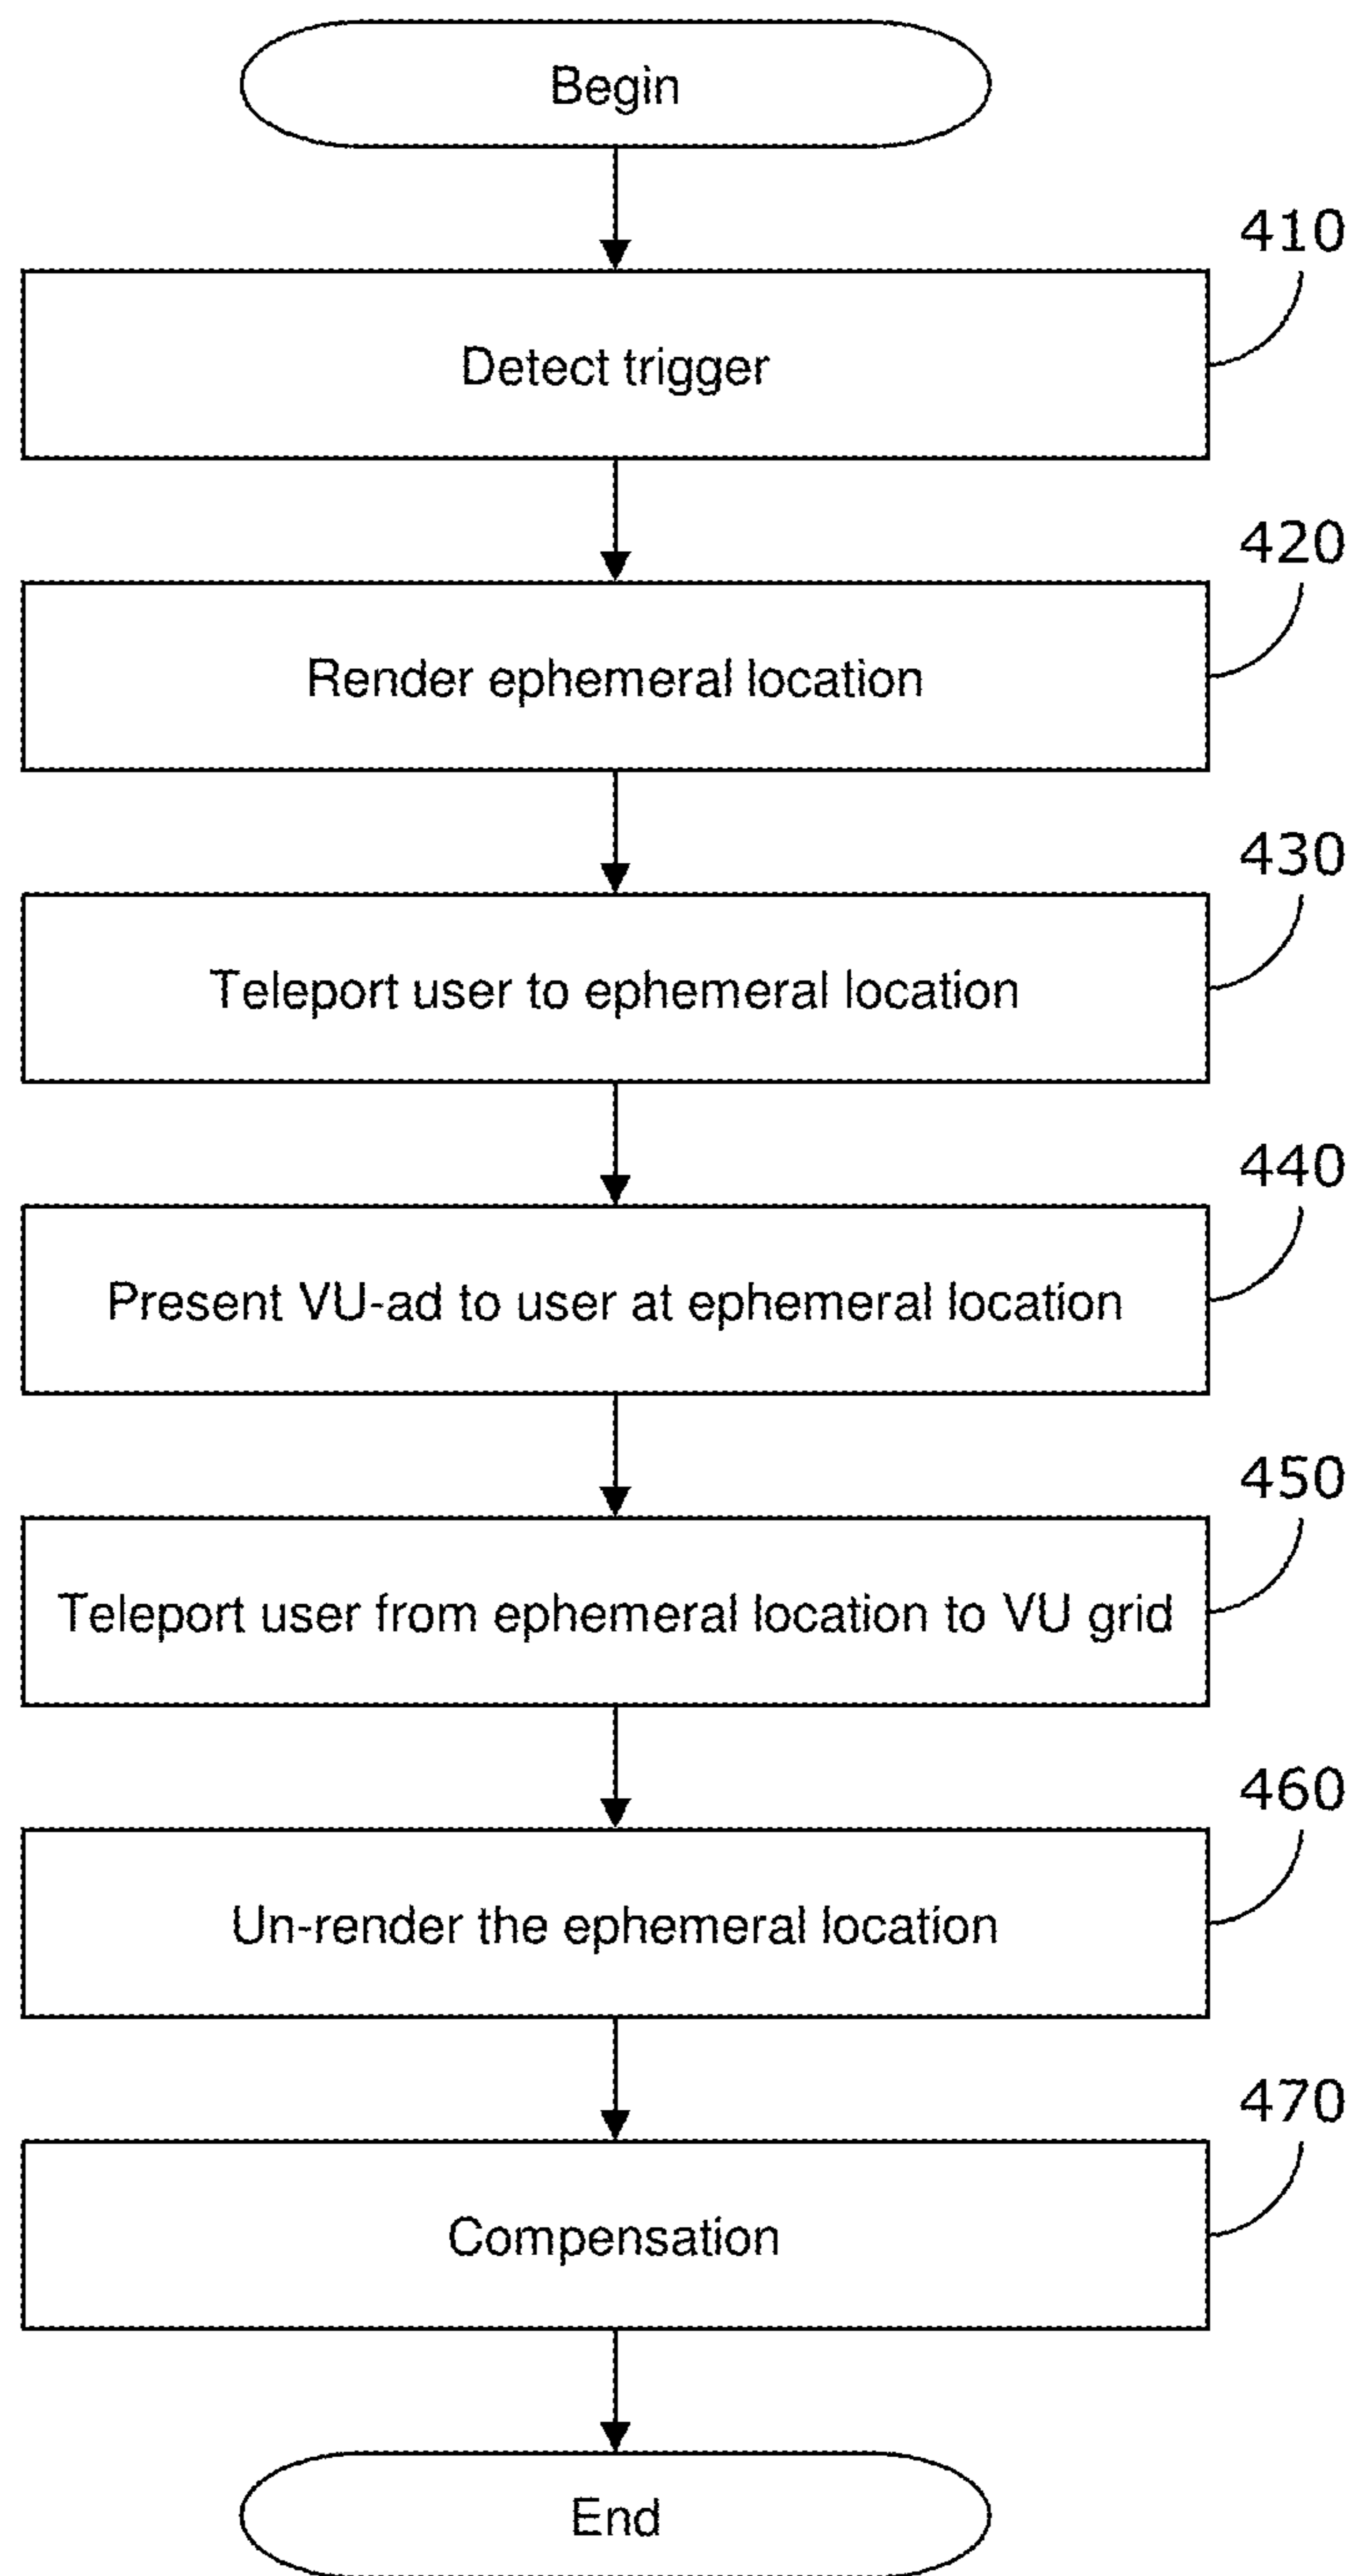 Begin
410
Detect trigger
420
Render ephemeral location
430
Teleport user to ephemeral location
440
Present VU-ad to user at ephemeral location
450
Teleport user from ephemeral location to VU grid
460
Un-render the ephemeral location
470
Compensation
End